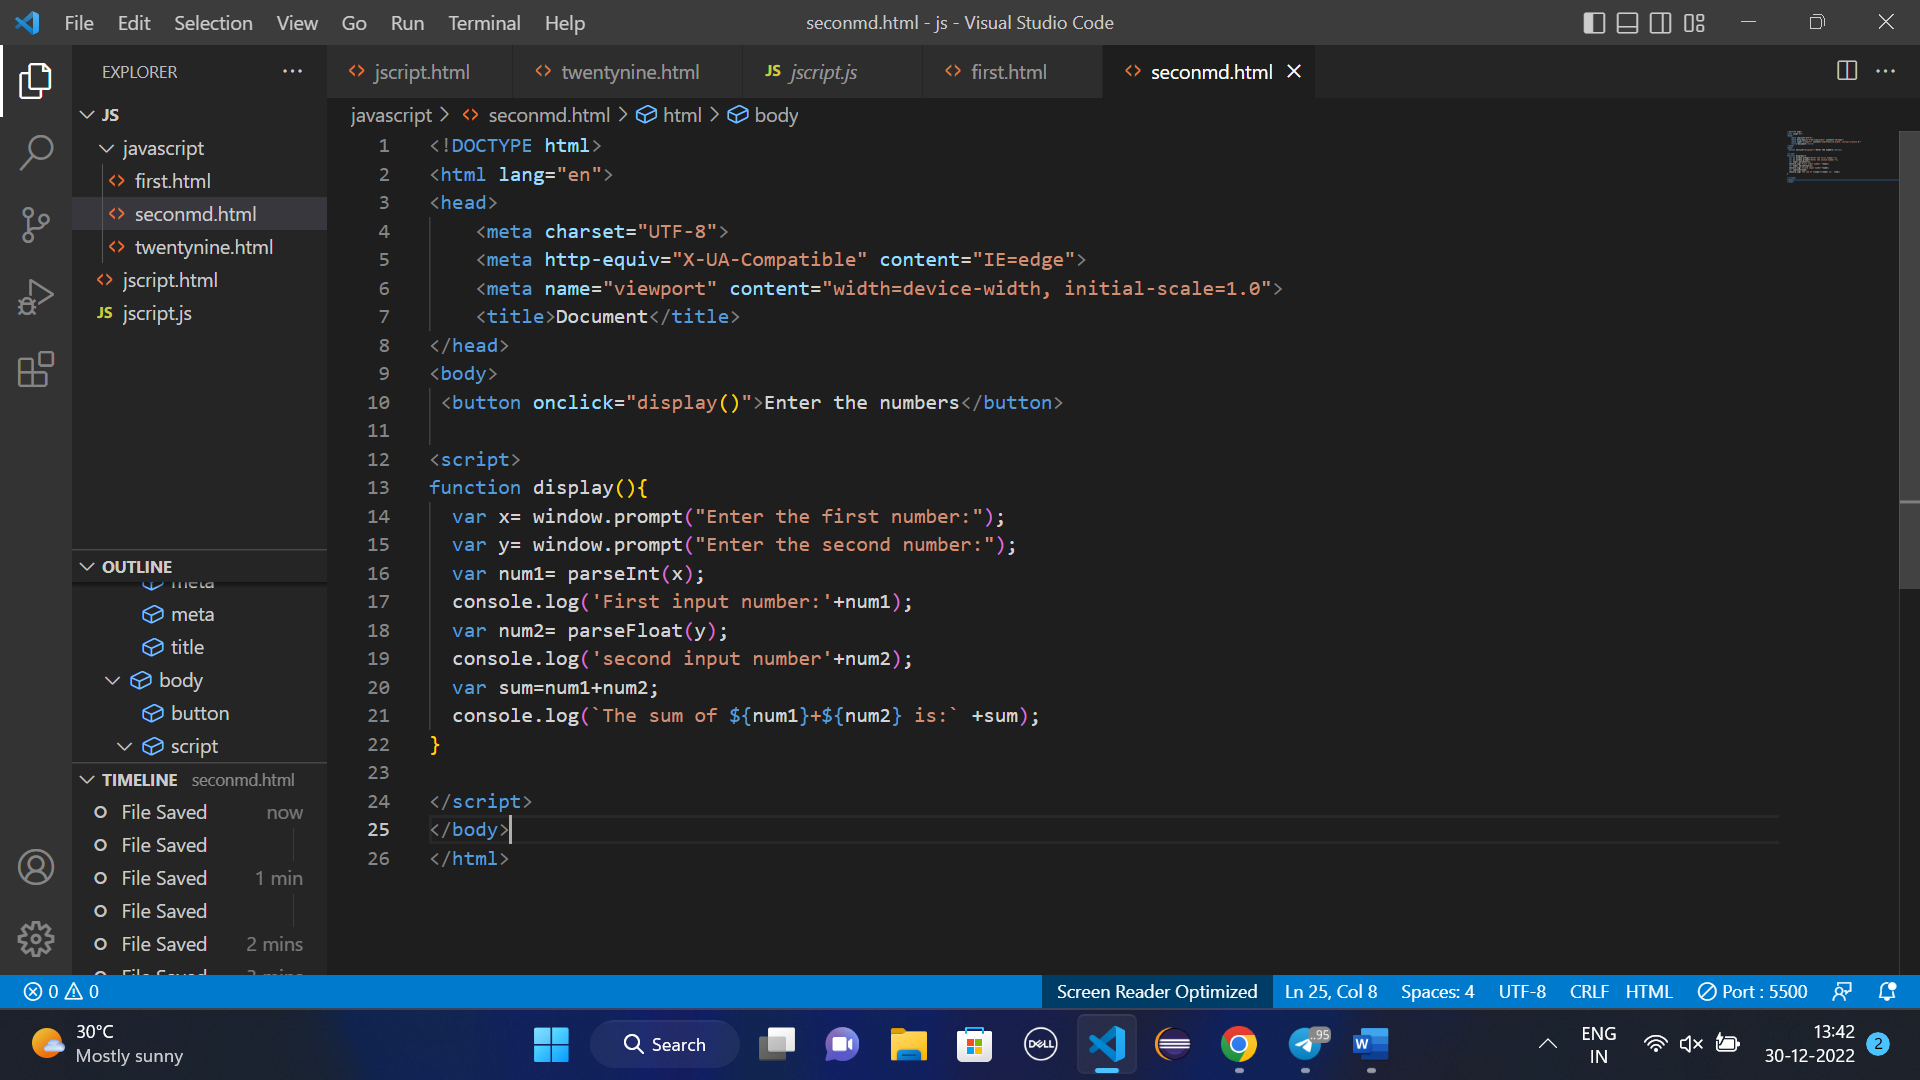 File Edit Selection View Go Run Terminal Help
seconmd.html - js - Visual Studio Code
EXPLORER
JS
javascript
first.html
seconmd.html
twentynine.html
jscript.html
JS jscript.js
OUTLINE
meta
meta
title
body
button
script
TIMELINE seconmd.html
File Saved now
File Saved
File Saved 1 min
File Saved
File Saved 2 mins
jscript.html twentynine.html JS jscript.js first.html seconmd.html
javascript > seconmd.html > html > body
1 <!DOCTYPE html>
2 <html lang="en">
3 <head>
4 <meta charset="UTF-8">
5 <meta http-equiv="X-UA-Compatible" content="IE=edge">
6 <meta name="viewport" content="width=device-width, initial-scale=1.0">
7 <title>Document</title>
8 </head>
9 <body>
10 <button onclick="display()">Enter the numbers</button>
11
12 <script>
13 function display(){
14 var x= window.prompt("Enter the first number:");
15 var y= window.prompt("Enter the second number:");
16 var num1= parseInt(x);
17 console.log('First input number:'+num1);
18 var num2= parseFloat(y);
19 console.log('second input number'+num2);
20 var sum=num1+num2;
21 console.log(`The sum of ${num1}+${num2} is:` +sum);
22 }
23
24 </script>
25 </body>
26 </html>
0 0
Screen Reader Optimized Ln 25, Col 8 Spaces: 4 UTF-8 CRLF HTML Port : 5500
30°C
Mostly sunny
Search
DELL
95
W
ENG
IN
13:42
30-12-2022
2